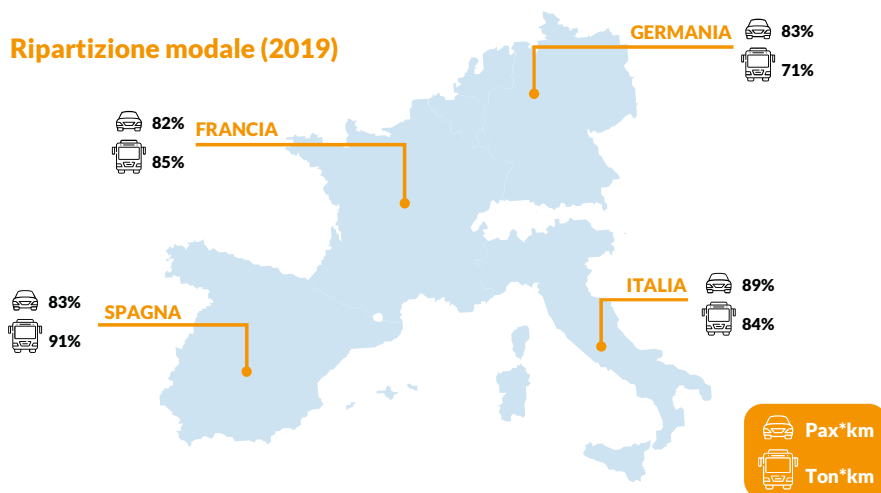 Ripartizione modale (2019)
GERMANIA
83%
71%
82%
FRANCIA
85%
ITALIA
89%
84%
83%
SPAGNA
91%
Pax*km
Ton*km